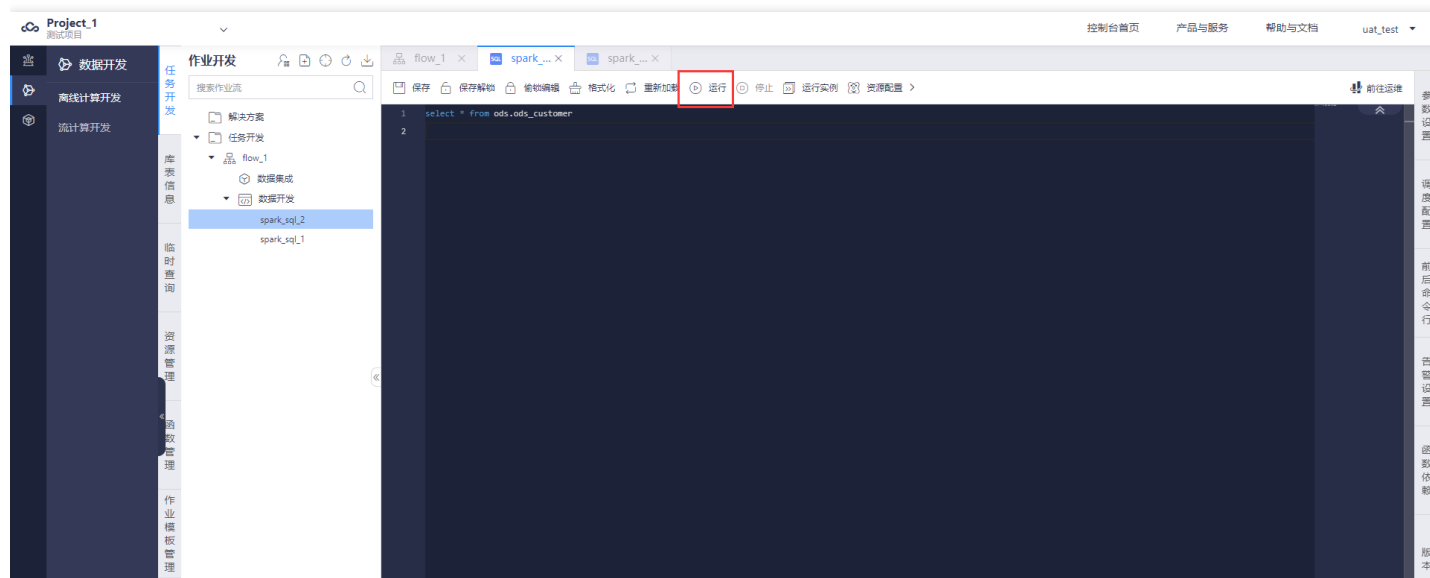 Project_1
测试项目
控制台首页 产品与服务 帮助与文档 uat_test
数据开发
离线计算开发
流计算开发
任务开发
库表信息
临时查询
资源管理
函数管理
作业模板管理
作业开发
搜索作业流
解决方案
任务开发
flow_1
数据集成
数据开发
spark_sql_2
spark_sql_1
flow_1 × SQL spark_... × SQL spark_... ×
保存 保存解锁 偷锁编辑 格式化 重新加载 运行 停止 运行实例 资源配置 > 前往运维
1 select * from ods.ods_customer
2
参数设置
调度配置
前后命令行
告警设置
函数依赖
版本